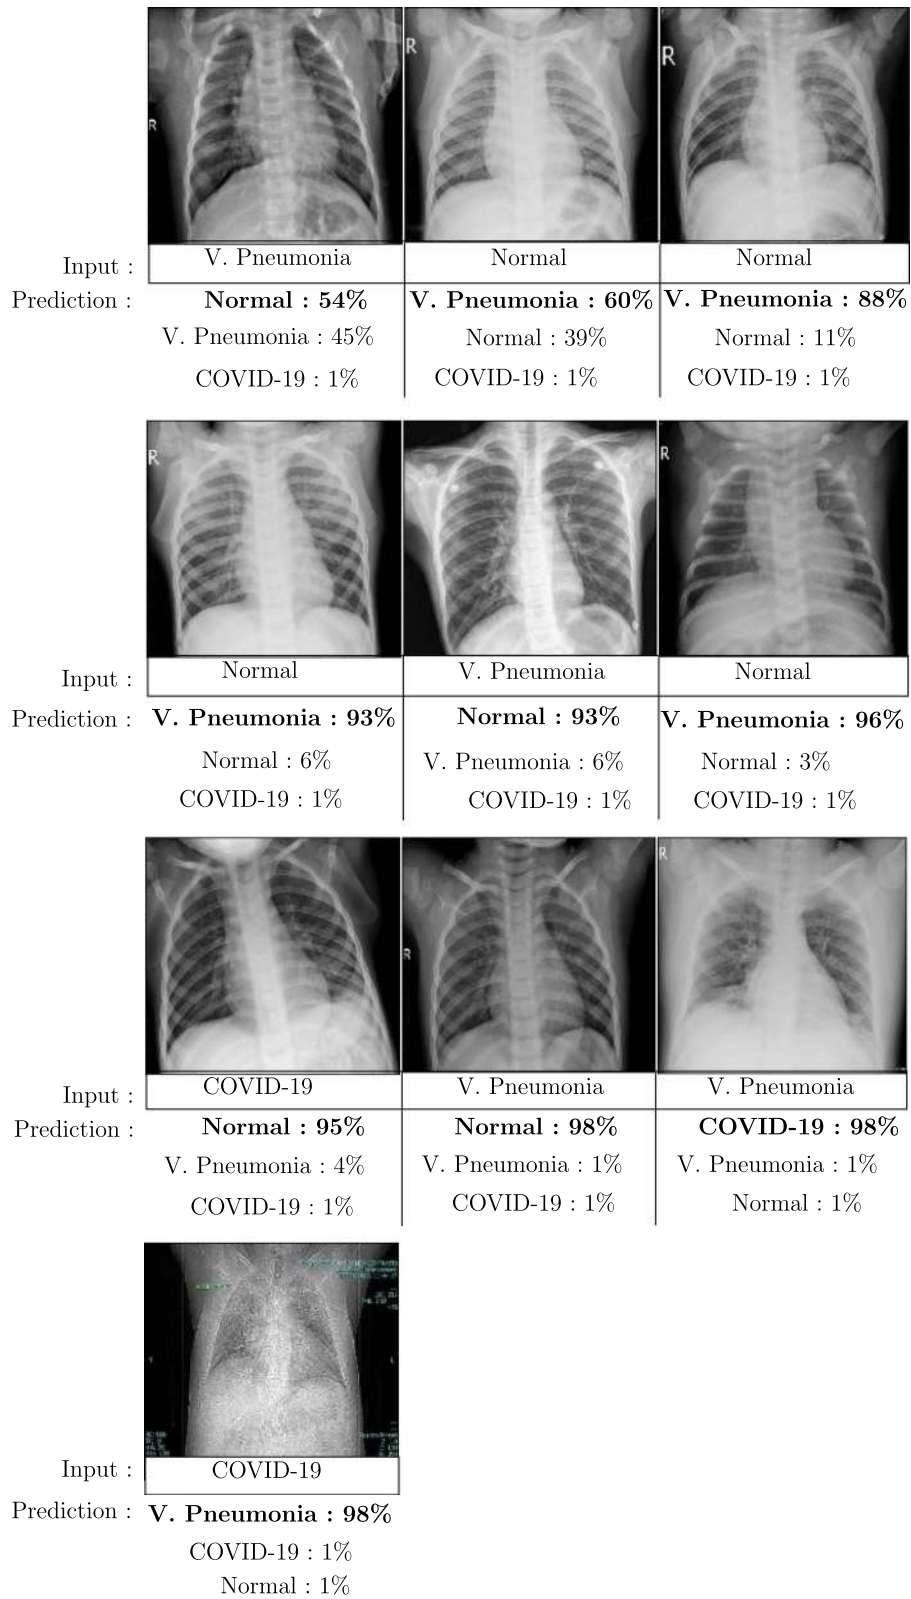 R
R
R
Input : V. Pneumonia Normal Normal
Prediction : Normal : 54% V. Pneumonia : 60% V. Pneumonia : 88%
V. Pneumonia : 45% Normal : 39% Normal : 11%
COVID-19 : 1% COVID-19 : 1% COVID-19 : 1%
R
R
Input : Normal V. Pneumonia Normal
Prediction : V. Pneumonia : 93% Normal : 93% V. Pneumonia : 96%
Normal : 6% V. Pneumonia : 6% Normal : 3%
COVID-19 : 1% COVID-19 : 1% COVID-19 : 1%
R
R
Input : COVID-19 V. Pneumonia V. Pneumonia
Prediction : Normal : 95% Normal : 98% COVID-19 : 98%
V. Pneumonia : 4% V. Pneumonia : 1% V. Pneumonia : 1%
COVID-19 : 1% COVID-19 : 1% Normal : 1%
Input : COVID-19
Prediction : V. Pneumonia : 98%
COVID-19 : 1%
Normal : 1%